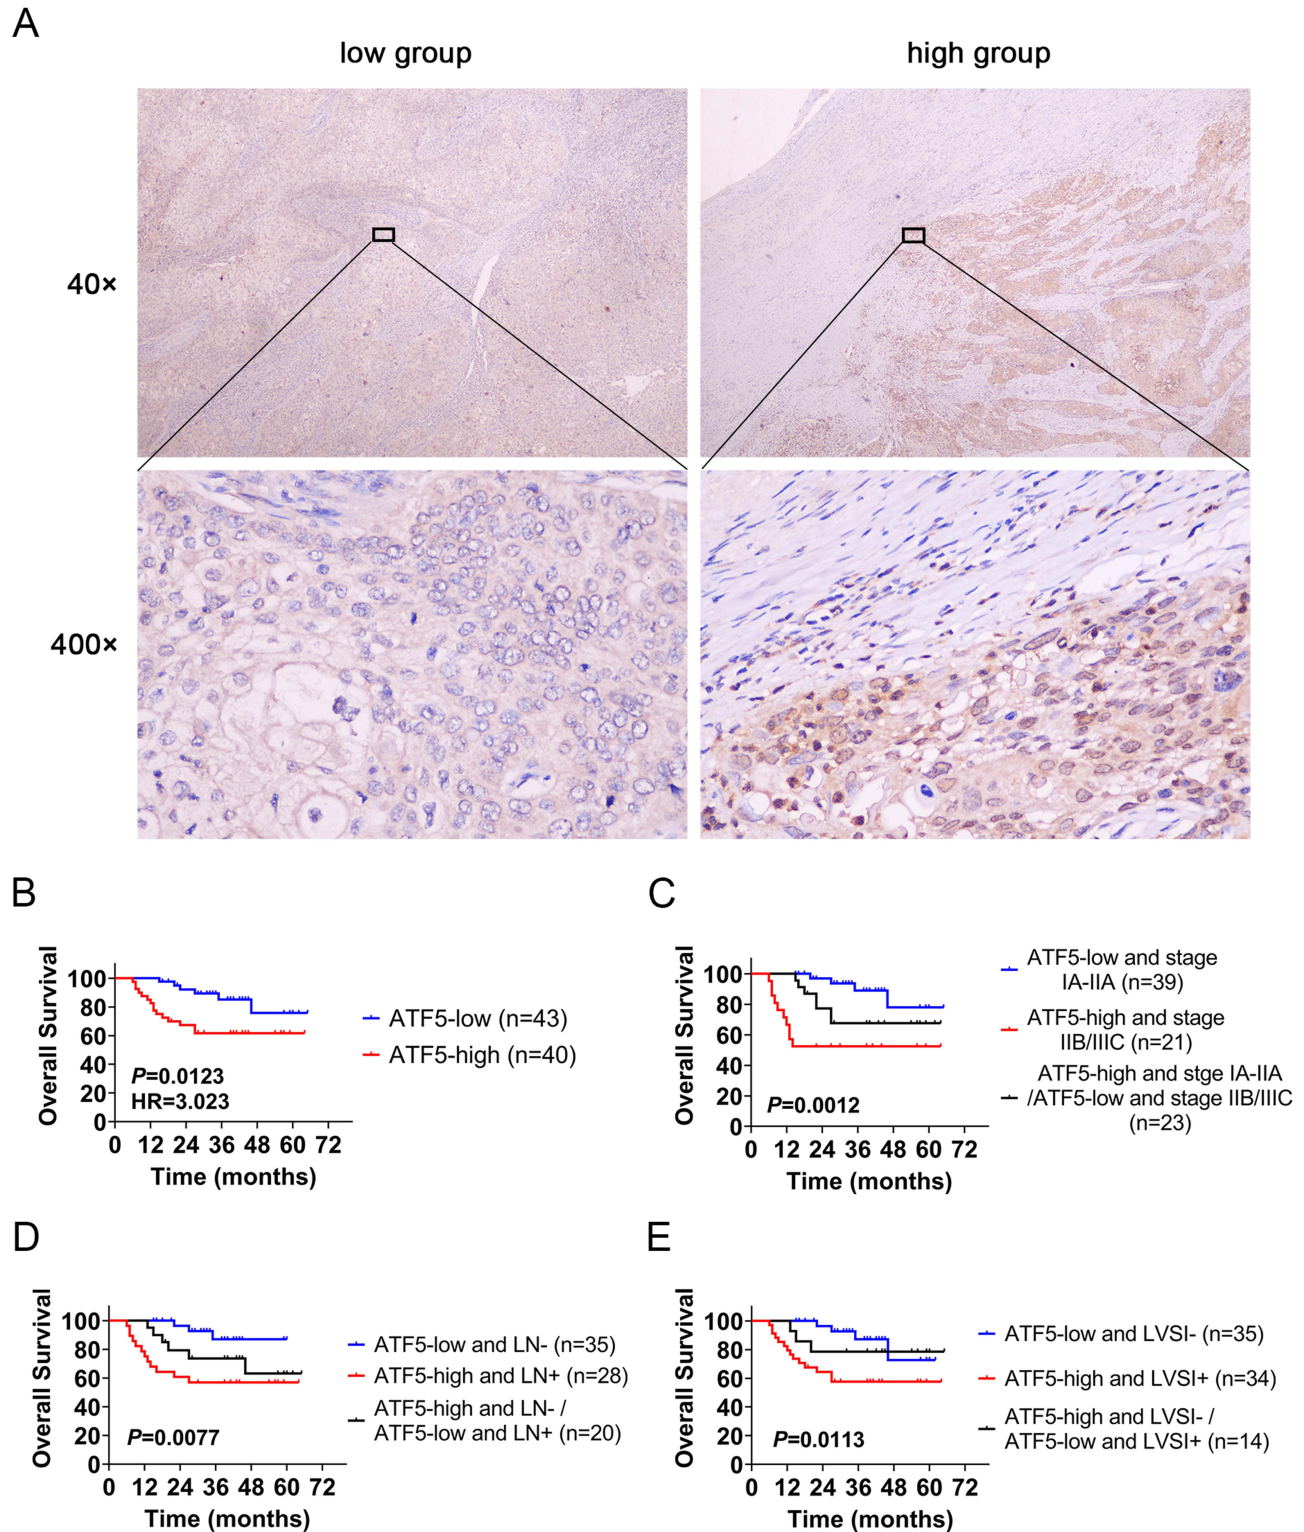 A
low group
high group
40×
400×
B
Overall Survival
100
80
60
40
20
0
P=0.0123
HR=3.023
0 12 24 36 48 60 72
Time (months)
ATF5-low (n=43)
ATF5-high (n=40)
C
Overall Survival
100
80
60
40
20
0
P=0.0012
0 12 24 36 48 60 72
Time (months)
ATF5-low and stage
IA-IIA (n=39)
ATF5-high and stage
IIB/IIIC (n=21)
ATF5-high and stge IA-IIA
/ATF5-low and stage IIB/IIIC
(n=23)
D
Overall Survival
100
80
60
40
20
0
P=0.0077
0 12 24 36 48 60 72
Time (months)
ATF5-low and LN- (n=35)
ATF5-high and LN+ (n=28)
ATF5-high and LN- /
ATF5-low and LN+ (n=20)
E
Overall Survival
100
80
60
40
20
0
P=0.0113
0 12 24 36 48 60 72
Time (months)
ATF5-low and LVSI- (n=35)
ATF5-high and LVSI+ (n=34)
ATF5-high and LVSI- /
ATF5-low and LVSI+ (n=14)